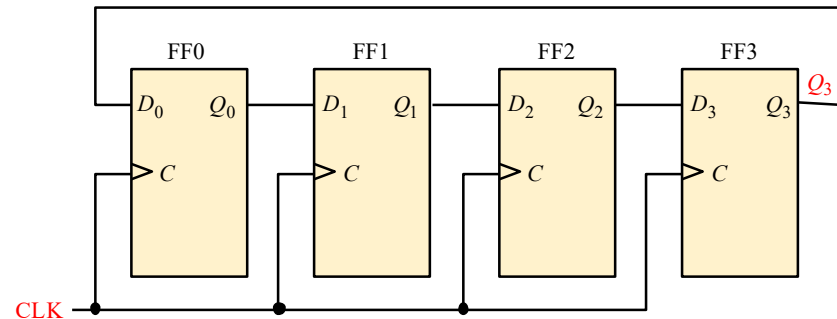 FF0 FF1 FF2 FF3
D₀ Q₀ D₁ Q₁ D₂ Q₂ D₃ Q₃ Q₃
C C C C
CLK